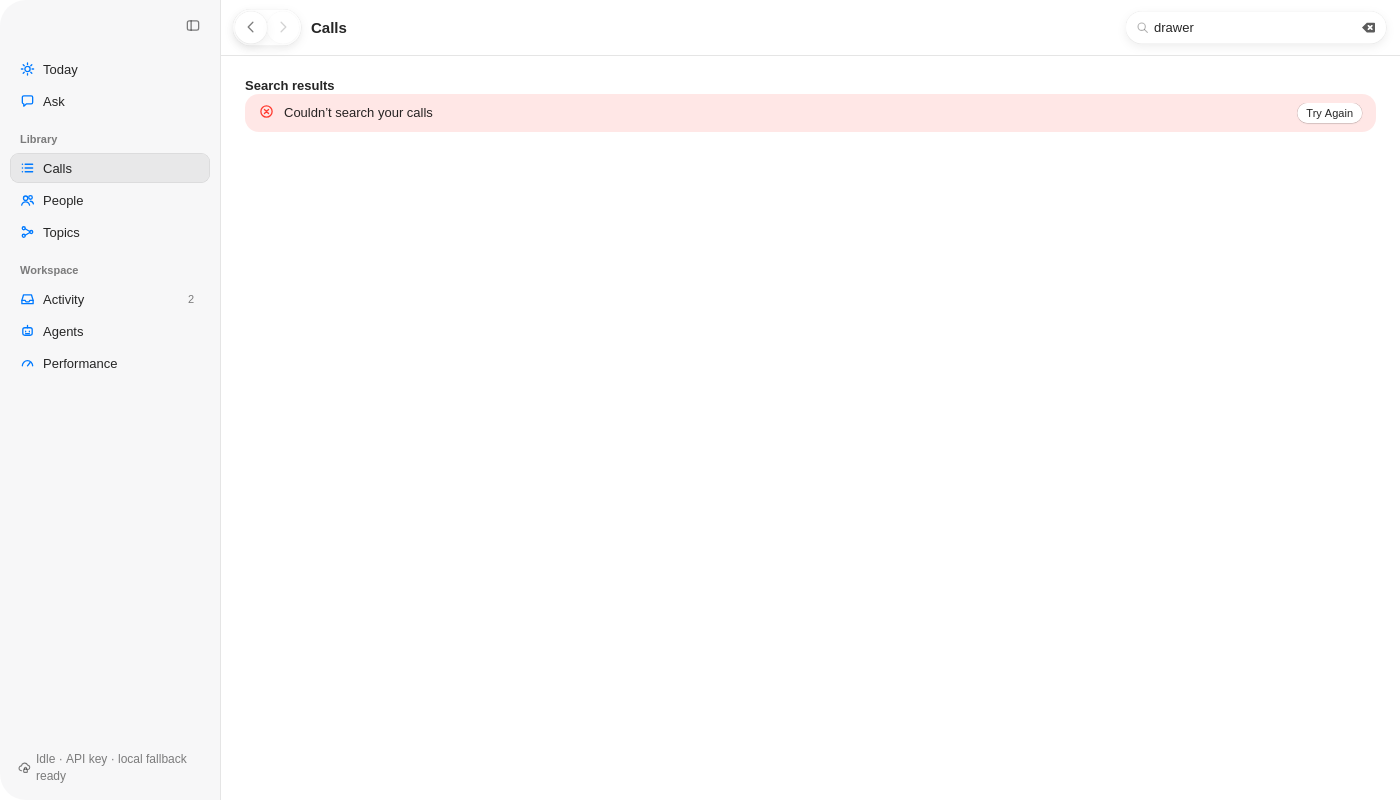 Calls
drawer
Today
Ask
Library
Calls
People
Topics
Workspace
Activity 2
Agents
Performance
Idle · API key · local fallback
ready
Search results
Couldn’t search your calls
Try Again